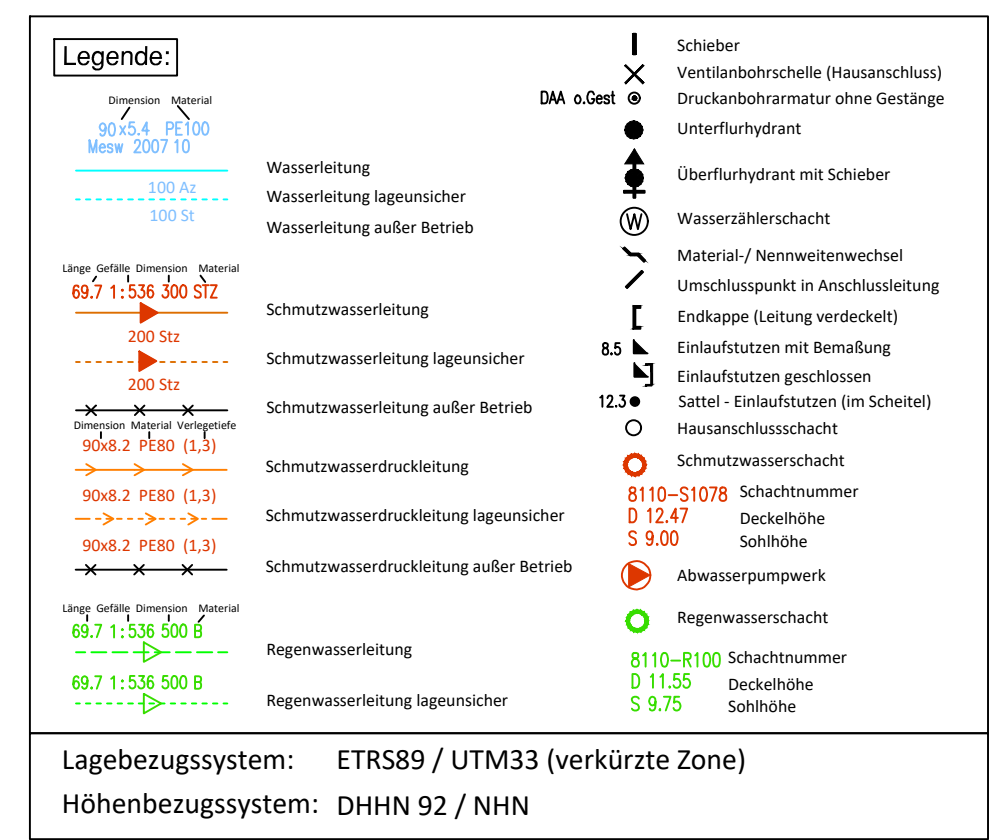 Legende:
Dimension Material
90x5.4 PE100
Mesw 2007 10
Wasserleitung
100 Az
Wasserleitung lageunsicher
100 St
Wasserleitung außer Betrieb
Länge Gefälle Dimension Material
69.7 1:536 300 STZ
Schmutzwasserleitung
200 Stz
Schmutzwasserleitung lageunsicher
200 Stz
Schmutzwasserleitung außer Betrieb
Dimension Material Verlegetiefe
90x8.2 PE80 (1,3)
Schmutzwasserdruckleitung
90x8.2 PE80 (1,3)
Schmutzwasserdruckleitung lageunsicher
90x8.2 PE80 (1,3)
Schmutzwasserdruckleitung außer Betrieb
Länge Gefälle Dimension Material
69.7 1:536 500 B
Regenwasserleitung
69.7 1:536 500 B
Regenwasserleitung lageunsicher
Schieber
Ventilanbohrschelle (Hausanschluss)
DAA o.Gest Druckanbohrarmatur ohne Gestänge
Unterflurhydrant
Überflurhydrant mit Schieber
W Wasserzählerschacht
Material-/ Nennweitenwechsel
Umschlusspunkt in Anschlussleitung
Endkappe (Leitung verdeckelt)
8.5 Einlaufstutzen mit Bemaßung
Einlaufstutzen geschlossen
12.3 Sattel - Einlaufstutzen (im Scheitel)
Hausanschlussschacht
Schmutzwasserschacht
8110-S1078 Schachtnummer
D 12.47 Deckelhöhe
S 9.00 Sohlhöhe
Abwasserpumpwerk
Regenwasserschacht
8110-R100 Schachtnummer
D 11.55 Deckelhöhe
S 9.75 Sohlhöhe
Lagebezugssystem: ETRS89 / UTM33 (verkürzte Zone)
Höhenbezugssystem: DHHN 92 / NHN